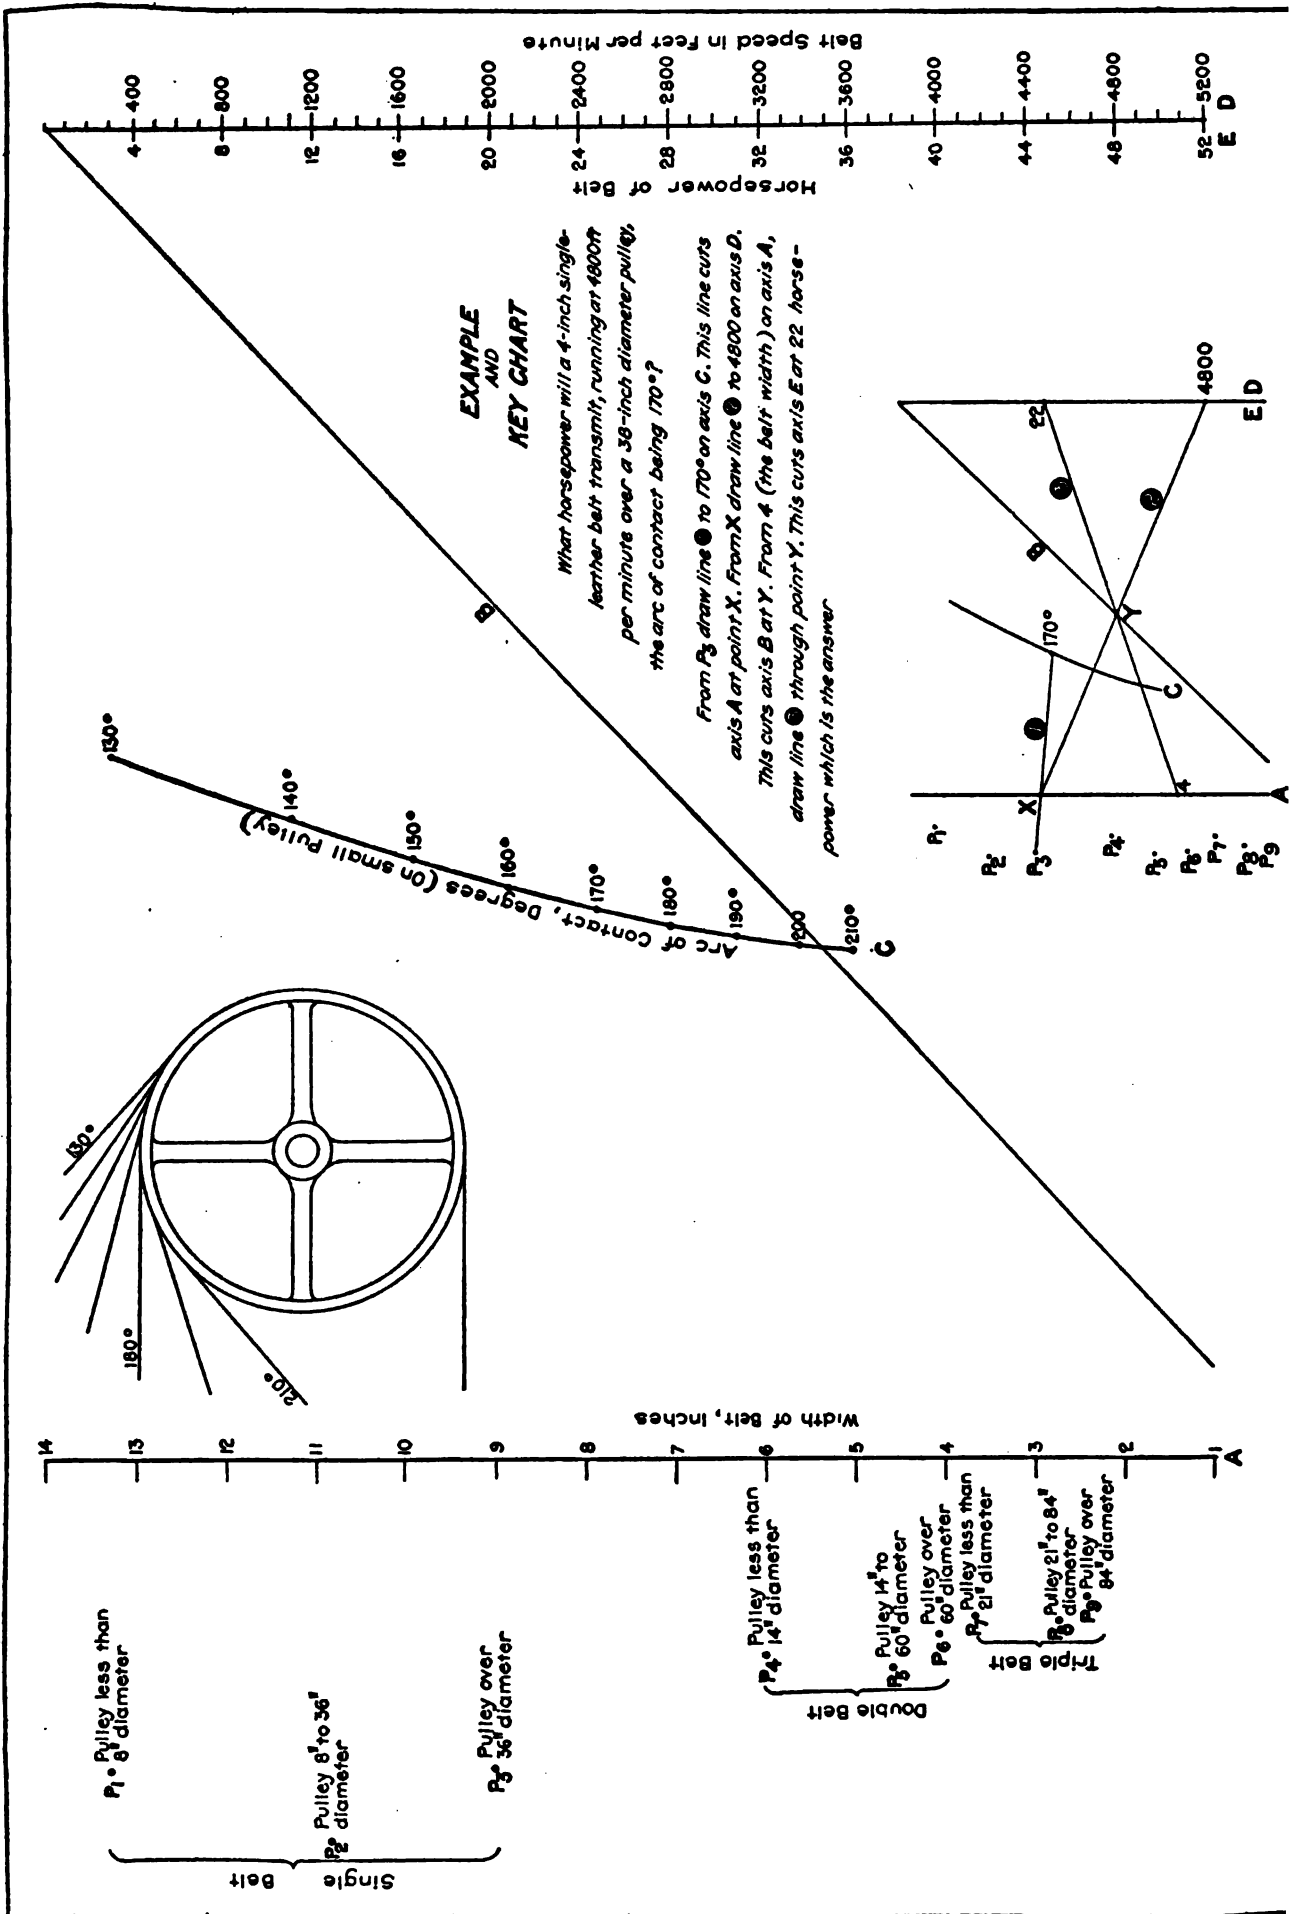 Single Belt
P1 Pulley less than
8" diameter
P2 Pulley 8" to 36"
diameter
P3 Pulley over
36" diameter
Double Belt
P4 Pulley less than
14" diameter
P5 Pulley 14" to
60" diameter
P6 Pulley over
60" diameter
Triple Belt
P7 Pulley less than
21" diameter
P8 Pulley 21" to 84"
diameter
P9 Pulley over
84" diameter
14
13
12
11
10
9
8
7
6
5
4
3
2
1
A
Width of Belt, Inches
130°
180°
210°
130°
140°
150°
160°
170°
180°
190°
200
210°
C
Arc of Contact, Degrees (On small Pulley)
B
EXAMPLE
AND
KEY CHART
What horsepower will a 4-inch single-
leather belt transmit, running at 4800ft
per minute over a 38-inch diameter pulley,
the arc of contact being 170°?
From P3 draw line 1 to 170° on axis C. This line cuts
axis A at point X. From X draw line 2 to 4800 on axis D.
This cuts axis B at Y. From 4 (the belt width) on axis A,
draw line 3 through point Y. This cuts axis E at 22 horse-
power which is the answer
P1
P2
P3
P4
P5
P6
P7
P8
P9
X
1
170°
4
A
C
Y
B
3
2
22
4800
E D
Horsepower of Belt
4
8
12
16
20
24
28
32
36
40
44
48
52
E
400
800
1200
1600
2000
2400
2800
3200
3600
4000
4400
4800
5200
D
Belt Speed in Feet per Minute